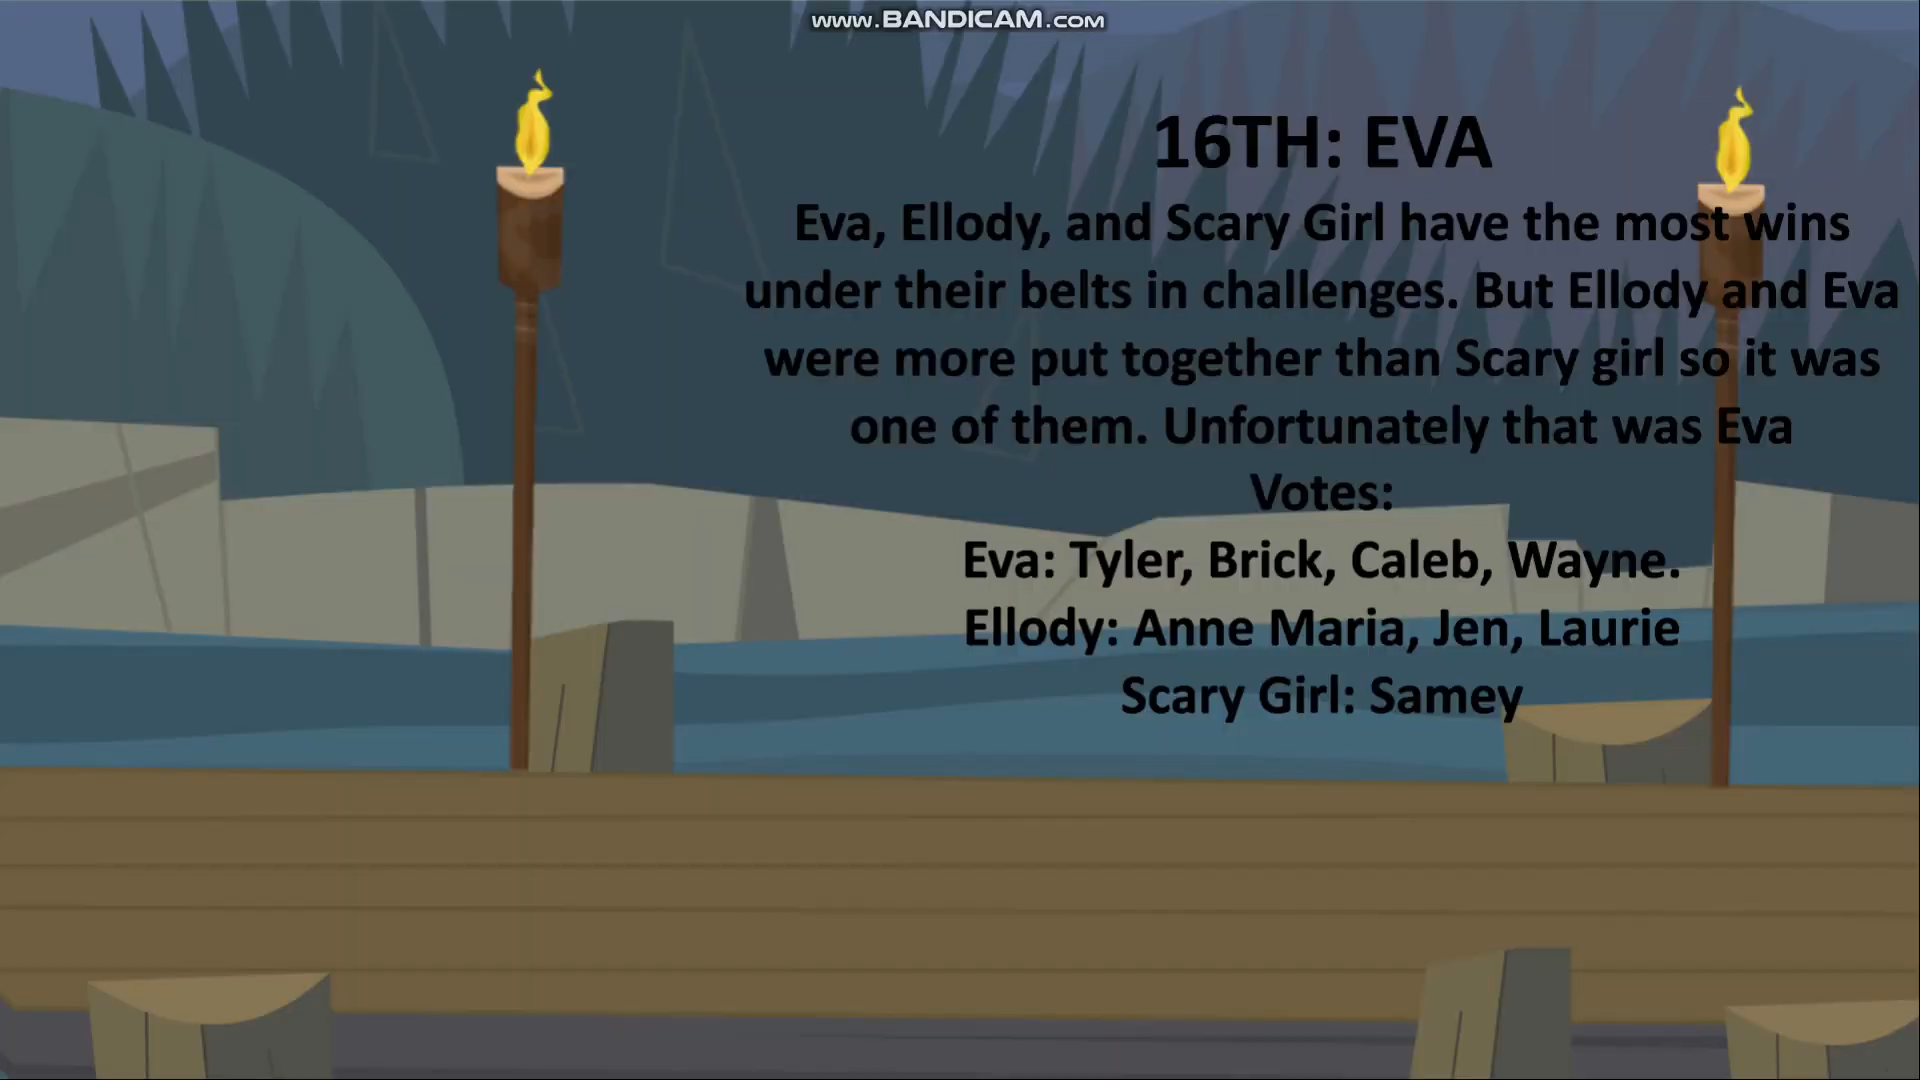 www.BANDICAM.com
16TH: EVA
Eva, Ellody, and Scary Girl have the most wins
under their belts in challenges. But Ellody and Eva
were more put together than Scary girl so it was
one of them. Unfortunately that was Eva
Votes:
Eva: Tyler, Brick, Caleb, Wayne.
Ellody: Anne Maria, Jen, Laurie
Scary Girl: Samey